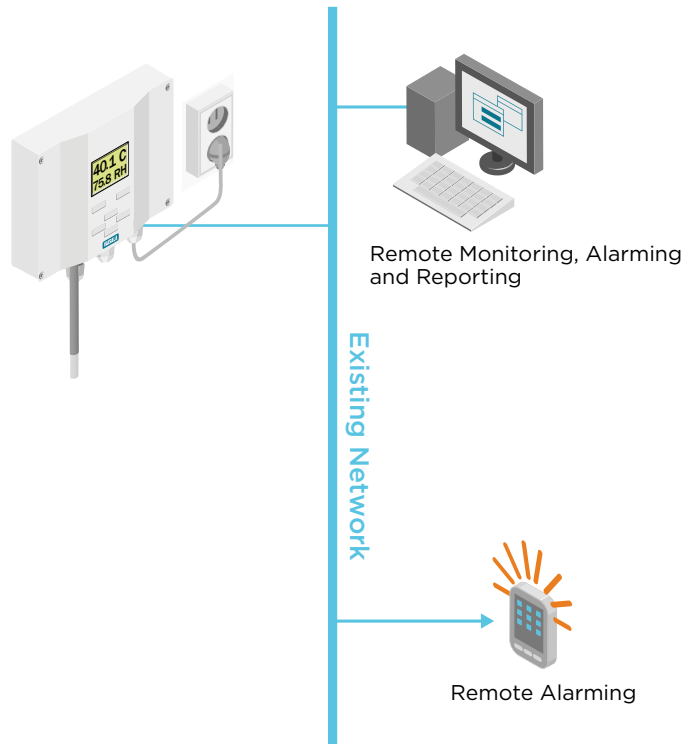 40.1 C
75.8 RH
Remote Monitoring, Alarming
and Reporting
Existing Network
Remote Alarming